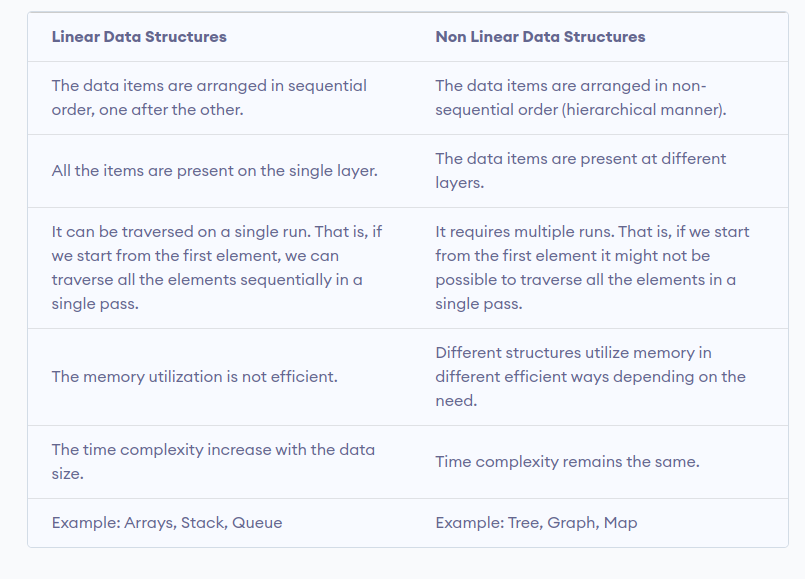 Linear Data Structures
Non Linear Data Structures
The data items are arranged in sequential
order, one after the other.
The data items are arranged in non-
sequential order (hierarchical manner).
All the items are present on the single layer.
The data items are present at different
layers.
It can be traversed on a single run. That is, if
we start from the first element, we can
traverse all the elements sequentially in a
single pass.
It requires multiple runs. That is, if we start
from the first element it might not be
possible to traverse all the elements in a
single pass.
The memory utilization is not efficient.
Different structures utilize memory in
different efficient ways depending on the
need.
The time complexity increase with the data
size.
Time complexity remains the same.
Example: Arrays, Stack, Queue
Example: Tree, Graph, Map